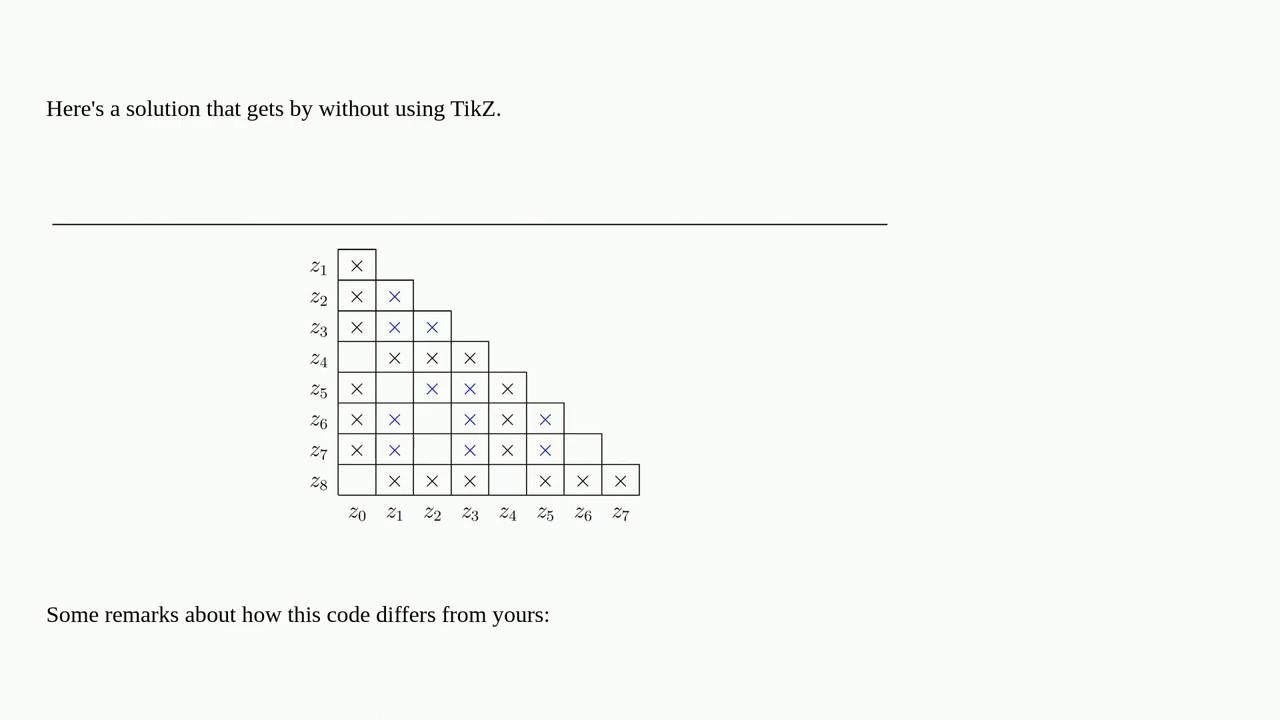 Here's a solution that gets by without using TikZ.
z₁ ×
z₂ × ×
z₃ × × ×
z₄ × × ×
z₅ × × × ×
z₆ × × × × ×
z₇ × × × × ×
z₈ × × × × × ×
z₀ z₁ z₂ z₃ z₄ z₅ z₆ z₇
Some remarks about how this code differs from yours: